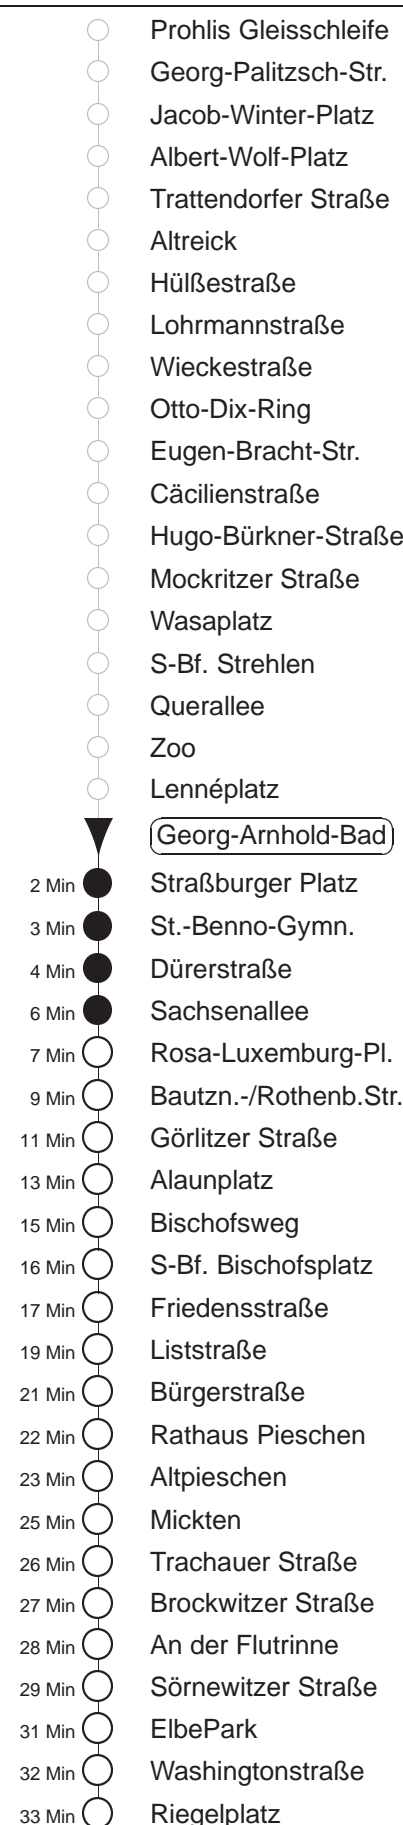 Prohlis Gleisschleife
Georg-Palitzsch-Str.
Jacob-Winter-Platz
Albert-Wolf-Platz
Trattendorfer Straße
Altreick
Hülßestraße
Lohrmannstraße
Wieckestraße
Otto-Dix-Ring
Eugen-Bracht-Str.
Cäcilienstraße
Hugo-Bürkner-Straße
Mockritzer Straße
Wasaplatz
S-Bf. Strehlen
Querallee
Zoo
Lennéplatz
Georg-Arnhold-Bad
2 Min Straßburger Platz
3 Min St.-Benno-Gymn.
4 Min Dürerstraße
6 Min Sachsenallee
7 Min Rosa-Luxemburg-Pl.
9 Min Bautzn.-/Rothenb.Str.
11 Min Görlitzer Straße
13 Min Alaunplatz
15 Min Bischofsweg
16 Min S-Bf. Bischofsplatz
17 Min Friedensstraße
19 Min Liststraße
21 Min Bürgerstraße
22 Min Rathaus Pieschen
23 Min Altpieschen
25 Min Mickten
26 Min Trachauer Straße
27 Min Brockwitzer Straße
28 Min An der Flutrinne
29 Min Sörnewitzer Straße
31 Min ElbePark
32 Min Washingtonstraße
33 Min Riegelplatz